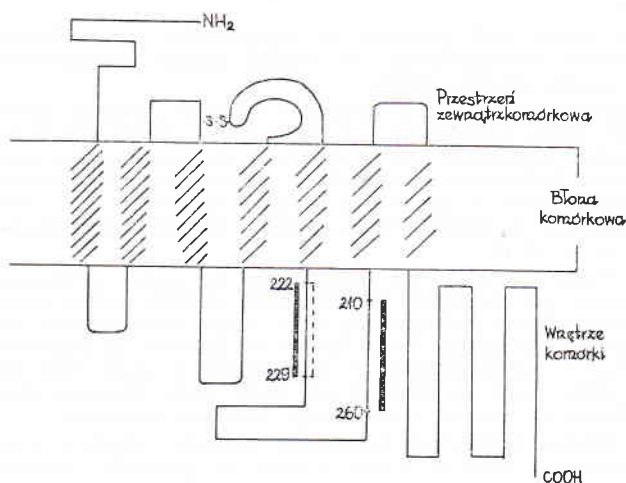 NH2
S-S
Przestrzeń
zewnątrzkomórkowa
Błona
komórkowa
222
210
Wnętrze
komórki
229
260
COOH